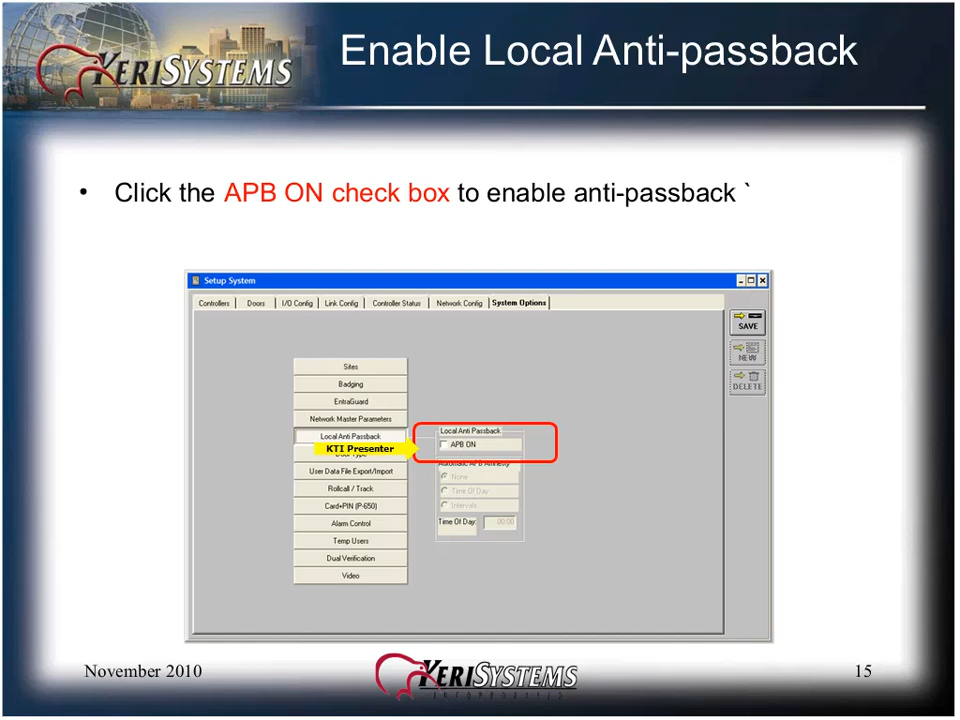 KERISYSTEMS
Enable Local Anti-passback
• Click the APB ON check box to enable anti-passback `
Setup System
Controllers | Doors | I/O Config | Link Config | Controller Status | Network Config | System Options
SAVE
NEW
DELETE
Sites
Badging
EntraGuard
Network Master Parameters
Local Anti Passback
KTI Presenter
User Data File Export/Import
Rollcall / Track
Card+PIN (P-650)
Alarm Control
Temp Users
Dual Verification
Video
Local Anti Passback
APB ON
Automatic APB Amnesty
None
Time Of Day
Intervals
Time Of Day: 00:00
November 2010
KERISYSTEMS
INCORPORATED
15